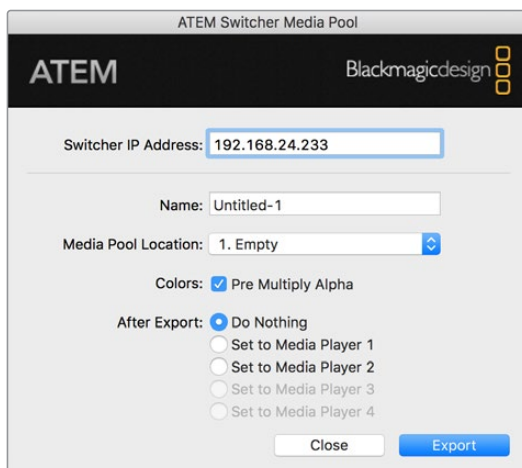 ATEM Switcher Media Pool
ATEM
Blackmagicdesign
Switcher IP Address: 192.168.24.233
Name: Untitled-1
Media Pool Location: 1. Empty
Colors: Pre Multiply Alpha
After Export: Do Nothing
Set to Media Player 1
Set to Media Player 2
Set to Media Player 3
Set to Media Player 4
Close Export